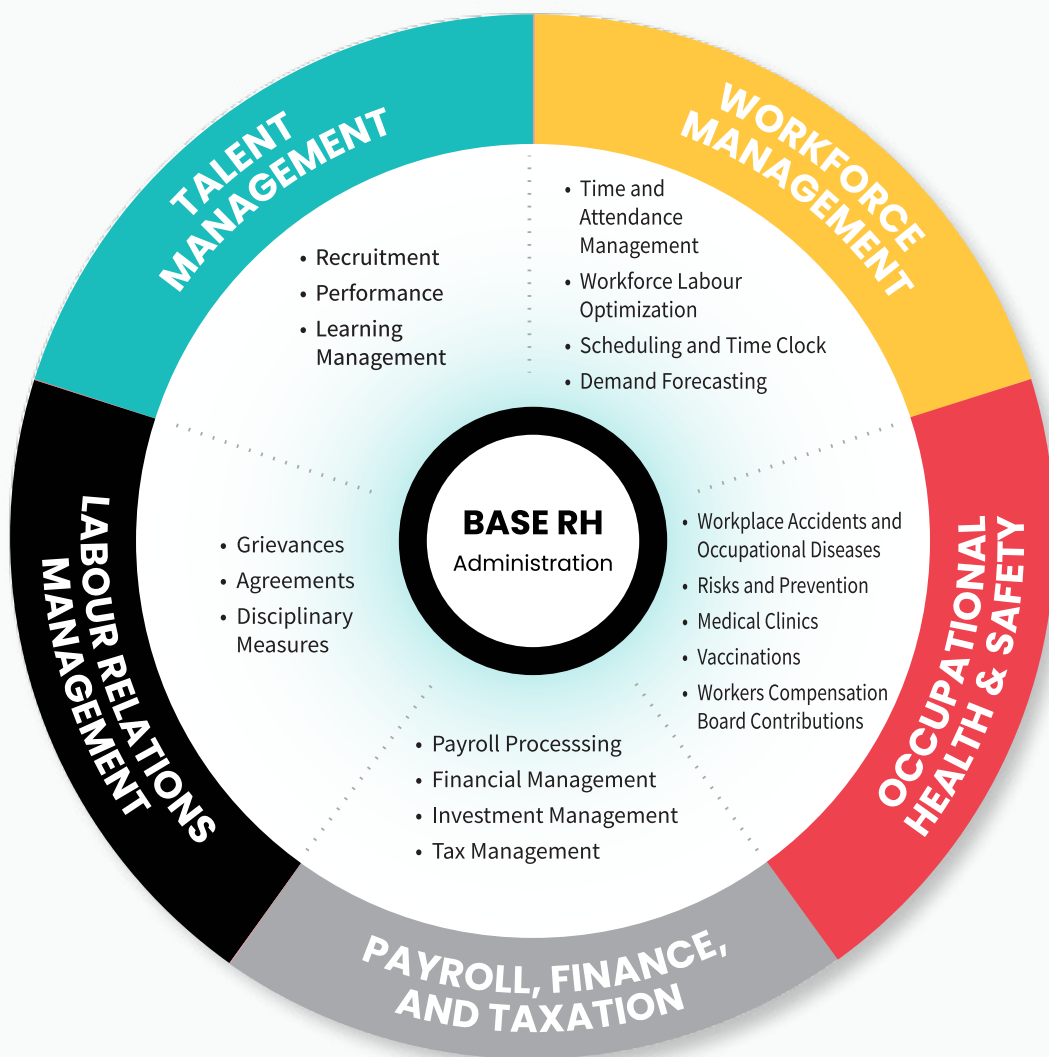 TALENT
MANAGEMENT
• Recruitment
• Performance
• Learning
Management
WORKFORCE
MANAGEMENT
• Time and
Attendance
Management
• Workforce Labour
Optimization
• Scheduling and Time Clock
• Demand Forecasting
OCCUPATIONAL
HEALTH & SAFETY
• Workplace Accidents and
Occupational Diseases
• Risks and Prevention
• Medical Clinics
• Vaccinations
• Workers Compensation
Board Contributions
PAYROLL, FINANCE,
AND TAXATION
• Payroll Processsing
• Financial Management
• Investment Management
• Tax Management
LABOUR RELATIONS
MANAGEMENT
• Grievances
• Agreements
• Disciplinary
Measures
BASE RH
Administration